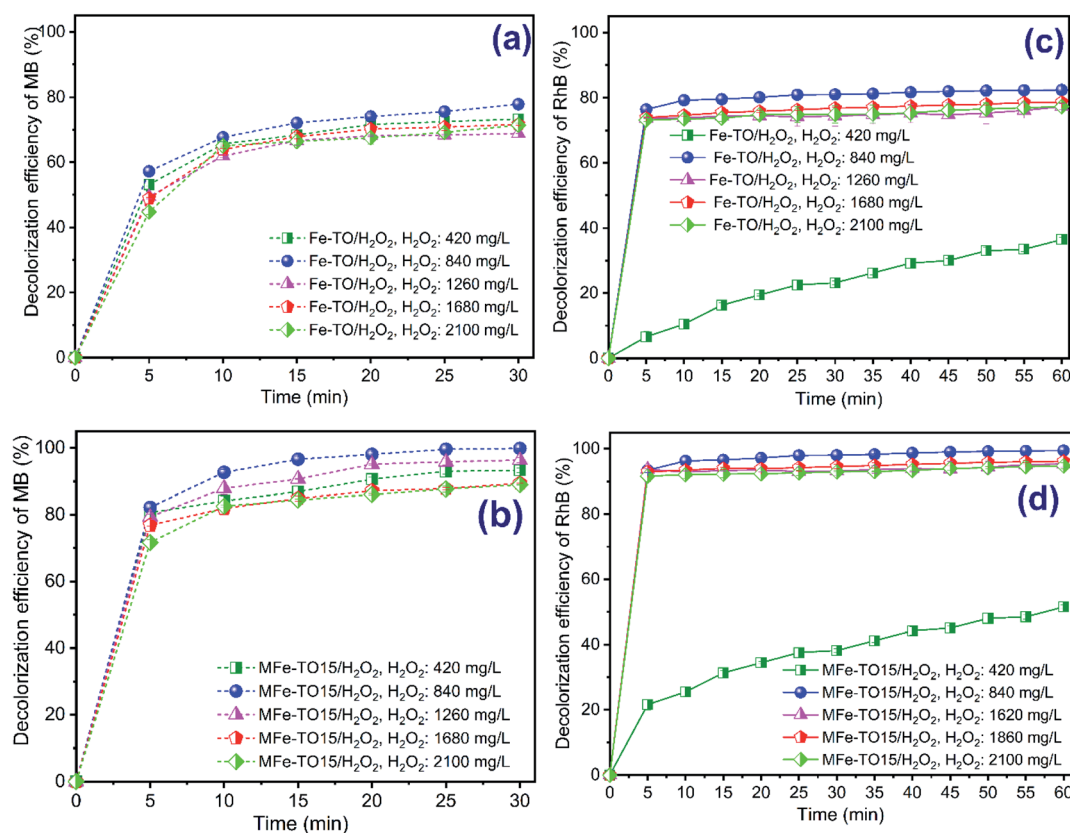 (a)
Decolorization efficiency of MB (%)
100
80
60
40
20
0
Fe-TO/H₂O₂, H₂O₂: 420 mg/L
Fe-TO/H₂O₂, H₂O₂: 840 mg/L
Fe-TO/H₂O₂, H₂O₂: 1260 mg/L
Fe-TO/H₂O₂, H₂O₂: 1680 mg/L
Fe-TO/H₂O₂, H₂O₂: 2100 mg/L
0 5 10 15 20 25 30
Time (min)
(c)
Decolorization efficiency of RhB (%)
100
80
60
40
20
0
Fe-TO/H₂O₂, H₂O₂: 420 mg/L
Fe-TO/H₂O₂, H₂O₂: 840 mg/L
Fe-TO/H₂O₂, H₂O₂: 1260 mg/L
Fe-TO/H₂O₂, H₂O₂: 1680 mg/L
Fe-TO/H₂O₂, H₂O₂: 2100 mg/L
0 5 10 15 20 25 30 35 40 45 50 55 60
Time (min)
(b)
Decolorization efficiency of MB (%)
100
80
60
40
20
0
MFe-TO15/H₂O₂, H₂O₂: 420 mg/L
MFe-TO15/H₂O₂, H₂O₂: 840 mg/L
MFe-TO15/H₂O₂, H₂O₂: 1260 mg/L
MFe-TO15/H₂O₂, H₂O₂: 1680 mg/L
MFe-TO15/H₂O₂, H₂O₂: 2100 mg/L
0 5 10 15 20 25 30
Time (min)
(d)
Decolorization efficiency of RhB (%)
100
80
60
40
20
0
MFe-TO15/H₂O₂, H₂O₂: 420 mg/L
MFe-TO15/H₂O₂, H₂O₂: 840 mg/L
MFe-TO15/H₂O₂, H₂O₂: 1620 mg/L
MFe-TO15/H₂O₂, H₂O₂: 1860 mg/L
MFe-TO15/H₂O₂, H₂O₂: 2100 mg/L
0 5 10 15 20 25 30 35 40 45 50 55 60
Time (min)